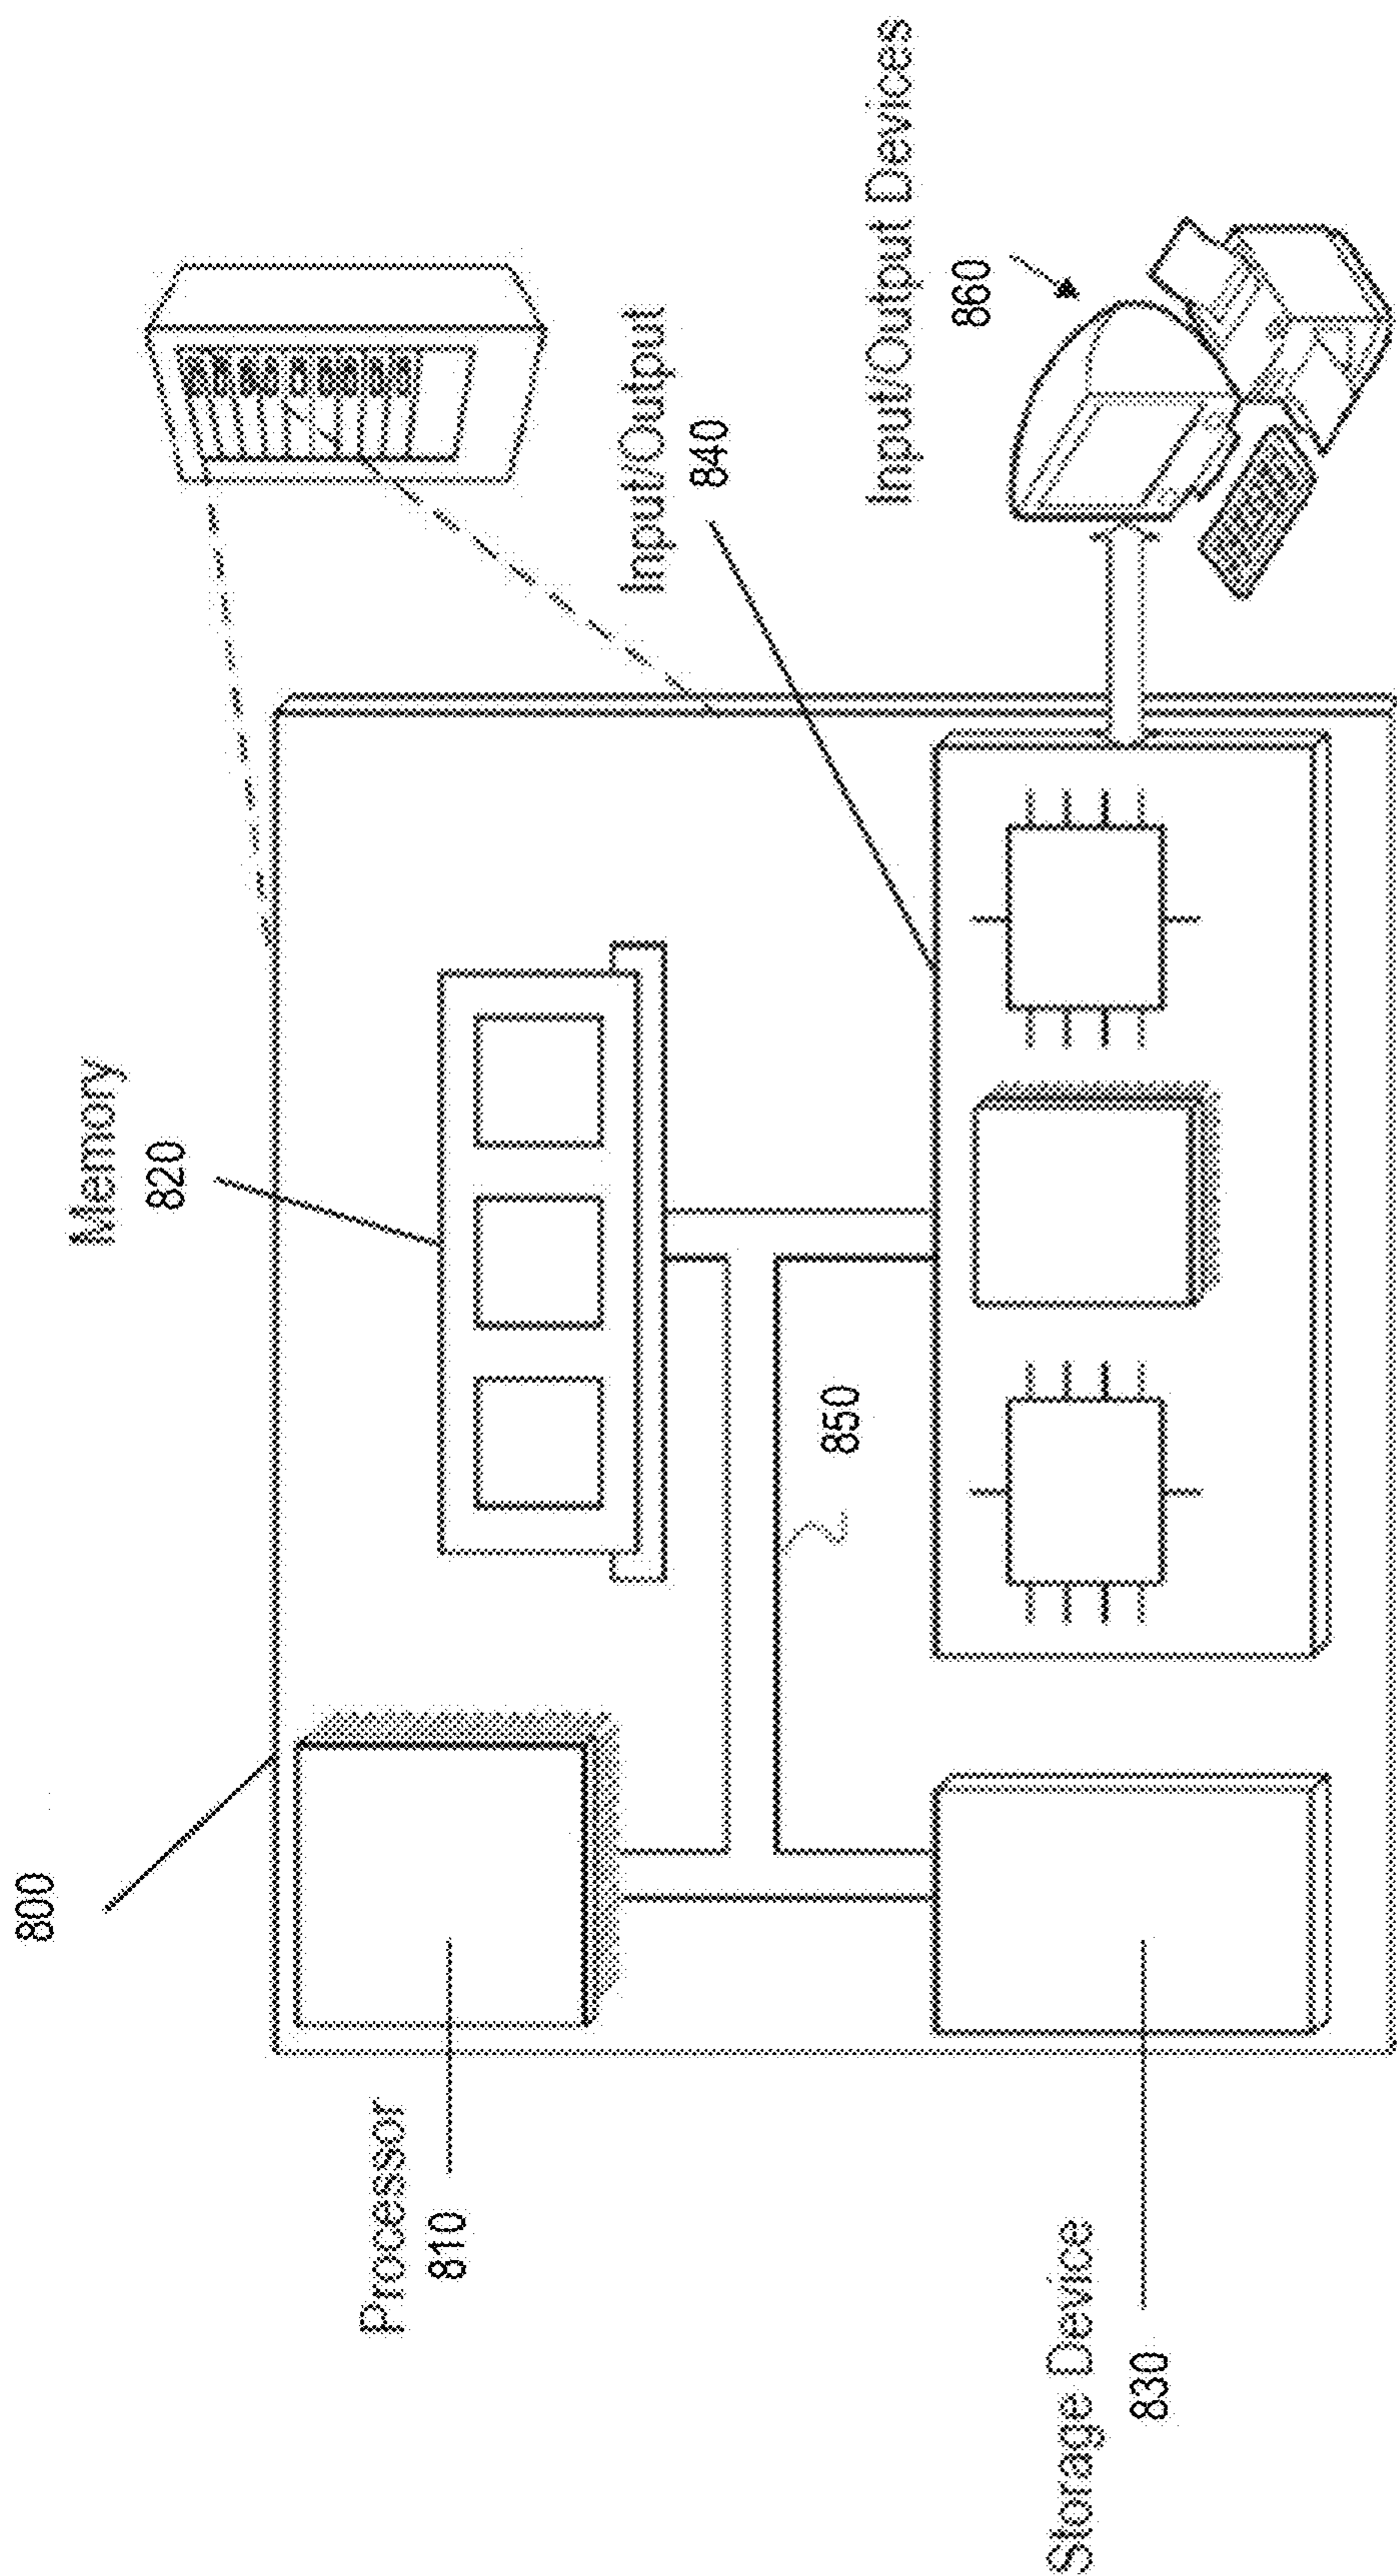 800
Memory
820
Processor
810
Input/Output
840
850
Storage Device
830
Input/Output Devices
860